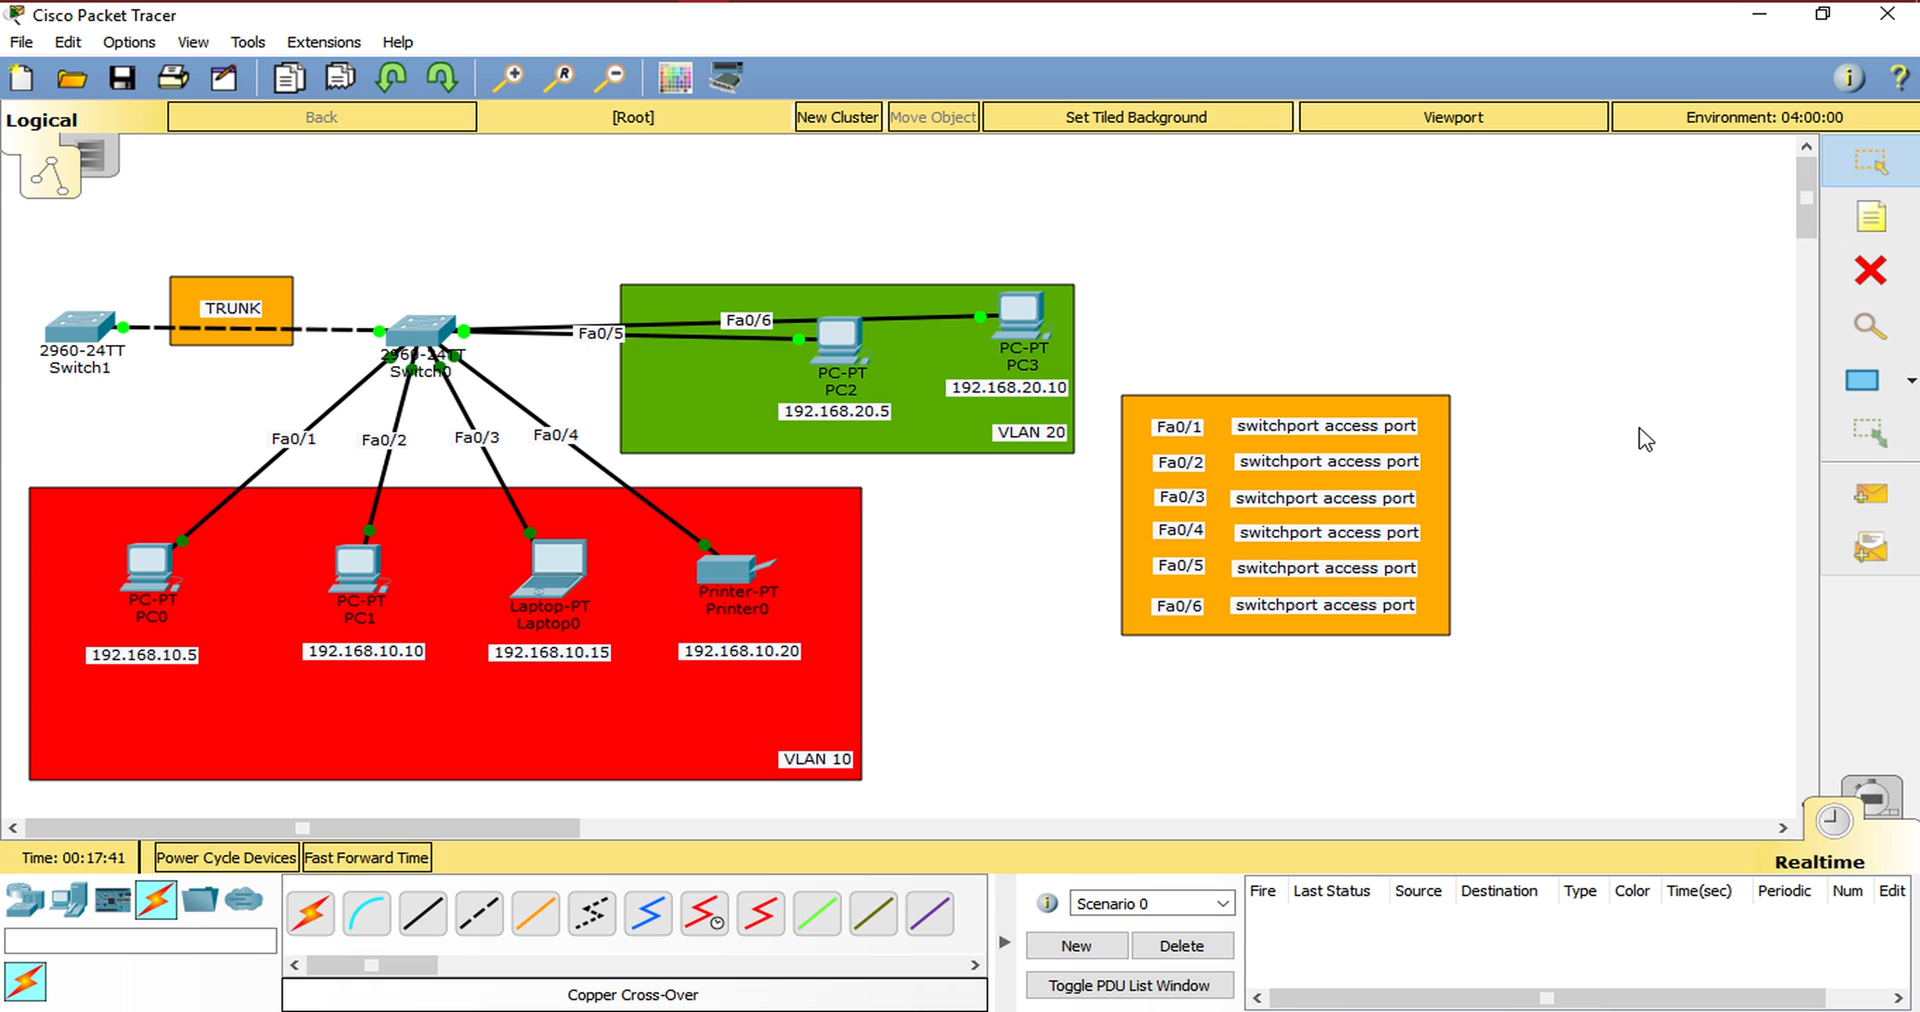 Cisco Packet Tracer
File Edit Options View Tools Extensions Help
Logical Back [Root] New Cluster Move Object Set Tiled Background Viewport Environment: 04:00:00
TRUNK
2960-24TT
Switch1
2960-24TT
Switch0
Fa0/5
Fa0/6
PC-PT
PC3
192.168.20.10
PC-PT
PC2
192.168.20.5
VLAN 20
Fa0/1 Fa0/2 Fa0/3 Fa0/4
Fa0/1 switchport access port
Fa0/2 switchport access port
Fa0/3 switchport access port
Fa0/4 switchport access port
Fa0/5 switchport access port
Fa0/6 switchport access port
PC-PT
PC0
192.168.10.5
PC-PT
PC1
192.168.10.10
Laptop-PT
Laptop0
192.168.10.15
Printer-PT
Printer0
192.168.10.20
VLAN 10
Time: 00:17:41 Power Cycle Devices Fast Forward Time
Realtime
Scenario 0
New Delete
Toggle PDU List Window
Fire Last Status Source Destination Type Color Time(sec) Periodic Num Edit
Copper Cross-Over